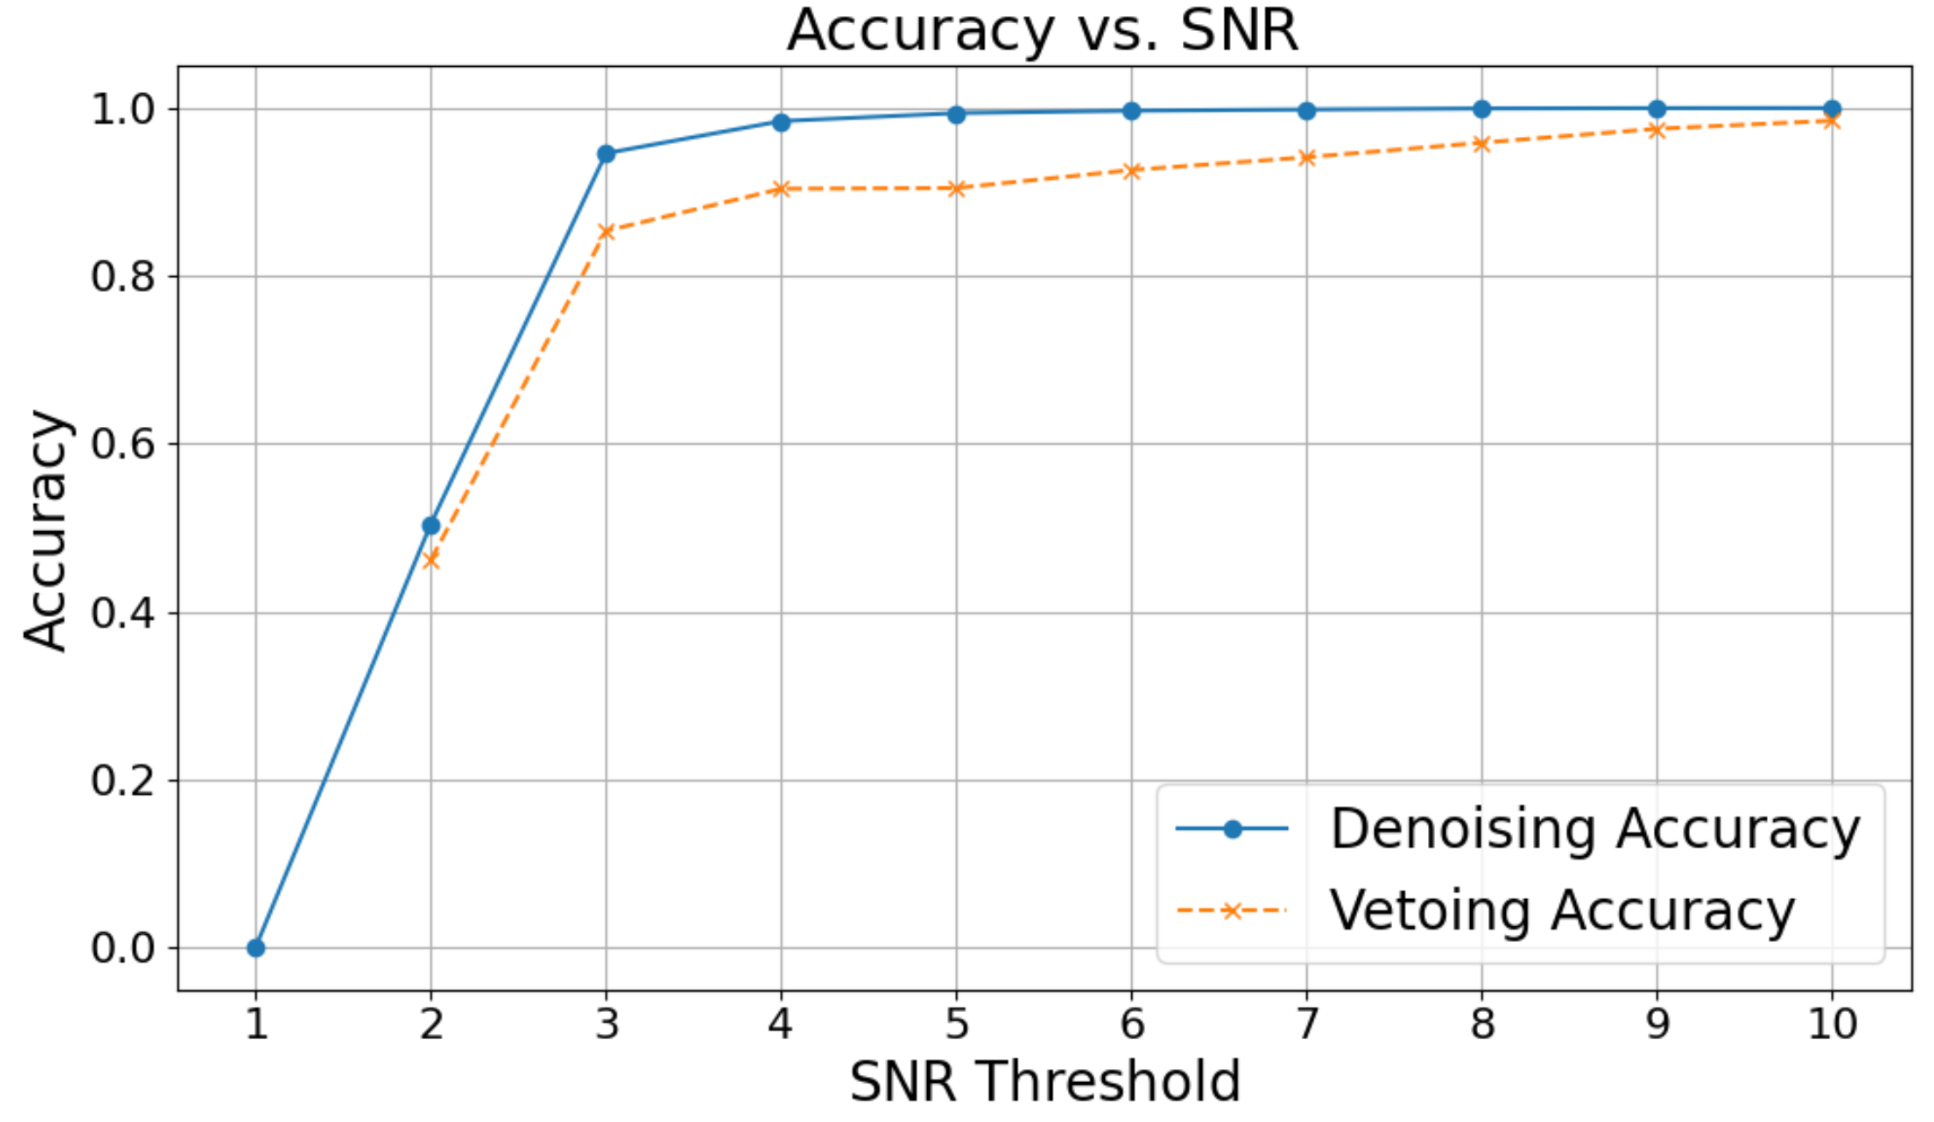 Accuracy vs. SNR
Accuracy
1.0
0.8
0.6
0.4
0.2
0.0
Denoising Accuracy
Vetoing Accuracy
1 2 3 4 5 6 7 8 9 10
SNR Threshold